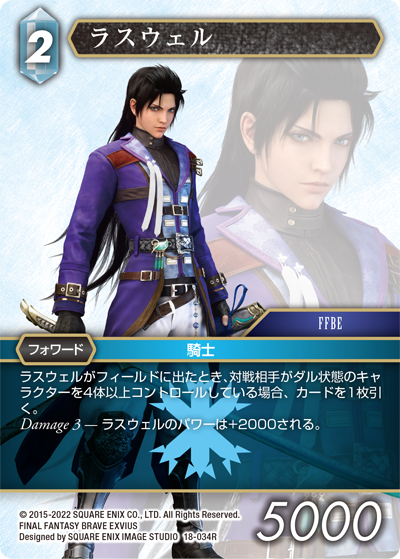 2
ラスウェル
FFBE
フォワード
騎士
ラスウェルがフィールドに出たとき、対戦相手がダル状態のキャ
ラクターを4体以上コントロールしている場合、カードを1枚引
く。
Damage 3 — ラスウェルのパワーは+2000される。
© 2015-2022 SQUARE ENIX CO., LTD. All Rights Reserved.
FINAL FANTASY BRAVE EXVIUS
Designed by SQUARE ENIX IMAGE STUDIO 18-034R
5000